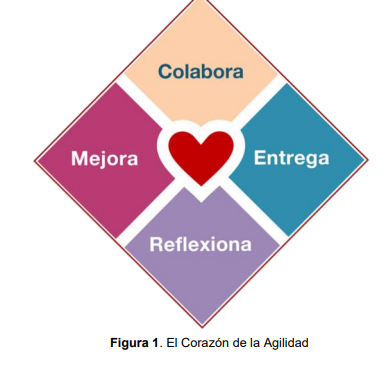 Colabora
Mejora
Entrega
Reflexiona
Figura 1. El Corazón de la Agilidad